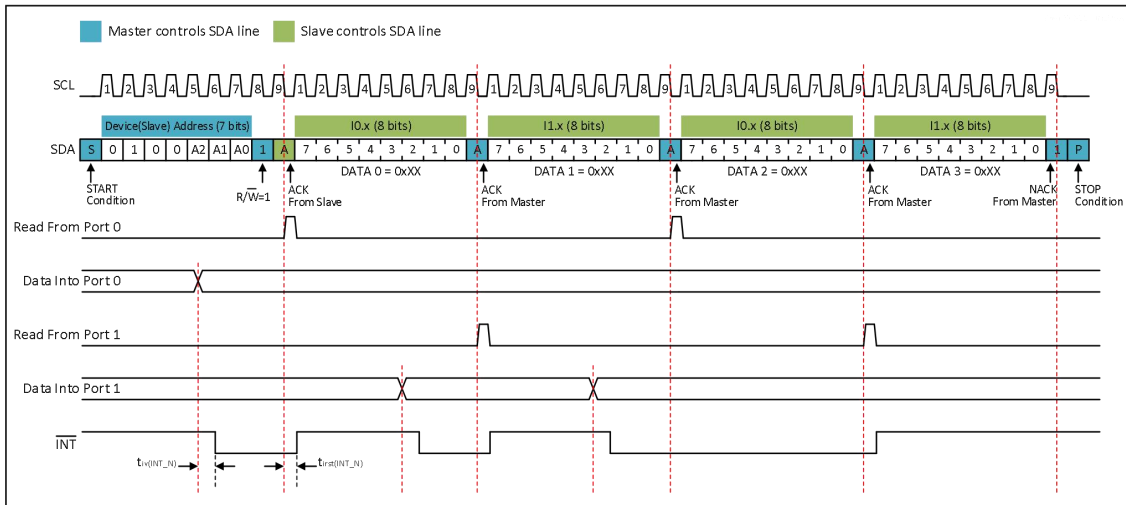 Master controls SDA line Slave controls SDA line
SCL 1 2 3 4 5 6 7 8 9 1 2 3 4 5 6 7 8 9 1 2 3 4 5 6 7 8 9 1 2 3 4 5 6 7 8 9 1 2 3 4 5 6 7 8 9
Device(Slave) Address (7 bits) I0.x (8 bits) I1.x (8 bits) I0.x (8 bits) I1.x (8 bits)
SDA S 0 1 0 0 A2 A1 A0 1 A 7 6 5 4 3 2 1 0 A 7 6 5 4 3 2 1 0 A 7 6 5 4 3 2 1 0 A 7 6 5 4 3 2 1 0 1 P
DATA 0 = 0xXX DATA 1 = 0xXX DATA 2 = 0xXX DATA 3 = 0xXX
START
Condition
R/W̅=1
ACK
From Slave
ACK
From Master
ACK
From Master
ACK
From Master
NACK
From Master
STOP
Condition
Read From Port 0
Data Into Port 0
Read From Port 1
Data Into Port 1
I̅N̅T̅
tiv(INT_N) tirst(INT_N)